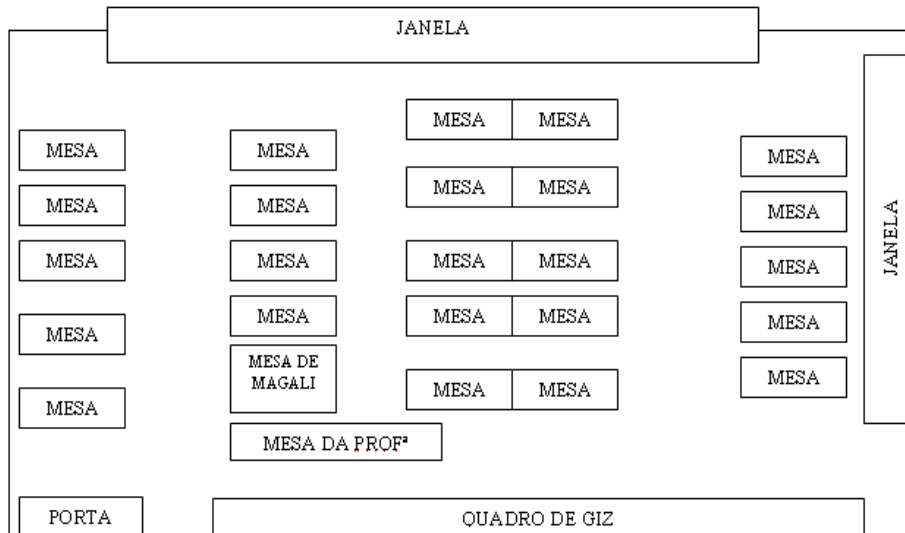 JANELA
MESA MESA
MESA MESA MESA
MESA MESA
MESA MESA MESA
JANELA
MESA MESA MESA MESA MESA
MESA MESA MESA MESA
MESA
MESA DE
MAGALI
MESA MESA MESA
MESA
MESA DA PROFª
PORTA
QUADRO DE GIZ